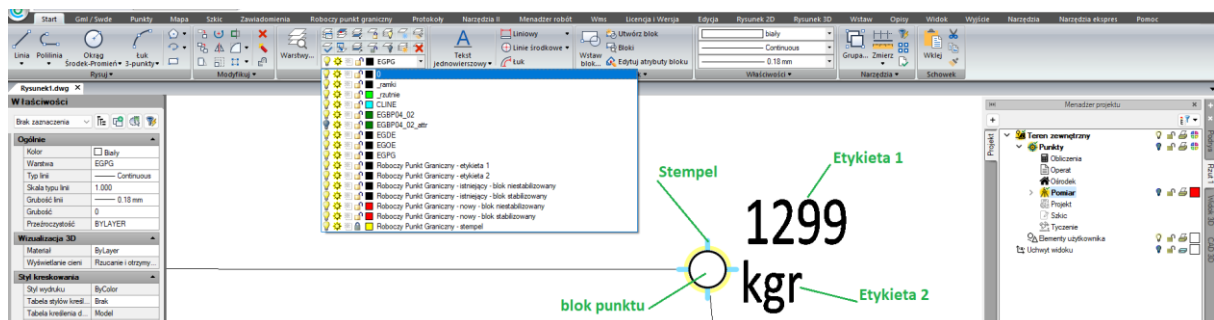 Start Gml / Swde Punkty Mapa Szkic Zawiadomienia Roboczy punkt graniczny Protokoły Narzędzia II Menadżer robót Wms Licencja i Wersja Edycja Rysunek 2D Rysunek 3D Wstaw Opisy Widok Wyjście Narzędzia Narzędzia ekspres Pomoc
Linia Polilinia Okrąg Środek-Promień Łuk 3-punkty
Rysuj
Modyfikuj
Warstwy...
EGPG
Tekst jednowierszowy
Liniowy
Linie środkowe
Łuk
Wstaw blok...
Utwórz blok
Bloki
Edytuj atrybuty bloku
biały
Continuous
0.18 mm
Właściwości
Grupa... Zmierz
Narzędzia
Wklej
Schowek
Rysunek1.dwg
Właściwości
Brak zaznaczenia
Ogólnie
Kolor Biały
Warstwa EGPG
Typ linii Continuous
Skala typu linii 1.000
Grubość linii 0.18 mm
Grubość 0
Przeźroczystość BYLAYER
Wizualizacja 3D
Materiał ByLayer
Wyświetlanie cieni Rzucanie i otrzymy...
Styl kreskowania
Styl wydruku ByColor
Tabela stylów kreśl... Brak
Tabela kreślenia d... Model
0
_ramki
_rzutnie
CLINE
EGBP04_02
EGBP04_02_attr
EGDE
EGOE
EGPG
Roboczy Punkt Graniczny - etykieta 1
Roboczy Punkt Graniczny - etykieta 2
Roboczy Punkt Graniczny - istniejący - blok niestabilizowany
Roboczy Punkt Graniczny - istniejący - blok stabilizowany
Roboczy Punkt Graniczny - nowy - blok niestabilizowany
Roboczy Punkt Graniczny - nowy - blok stabilizowany
Roboczy Punkt Graniczny - stempel
Stempel
Etykieta 1
1299
kgr
blok punktu
Etykieta 2
Menadżer projektu
Projekt
Teren zewnętrzny
Punkty
Obliczenia
Operat
Ośrodek
Pomiar
Projekt
Szkic
Tyczenie
Elementy użytkownika
Uchwyt widoku
Rzut 1
Widok 3D
CAD 3D